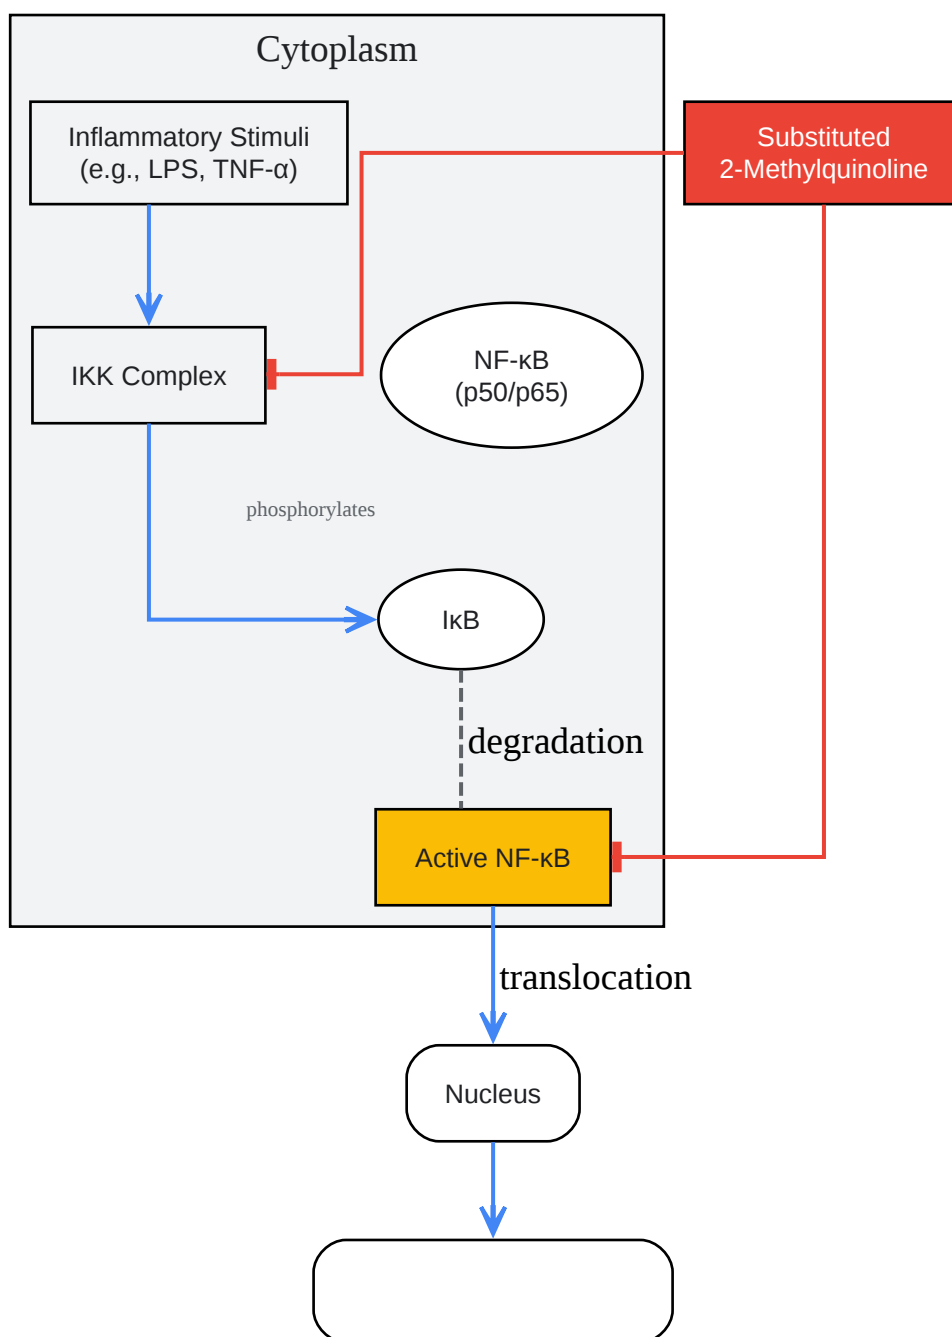 Cytoplasm
Inflammatory Stimuli
(e.g., LPS, TNF-α)
Substituted
2-Methylquinoline
IKK Complex
NF-κB
(p50/p65)
phosphorylates
IκB
degradation
Active NF-κB
translocation
Nucleus